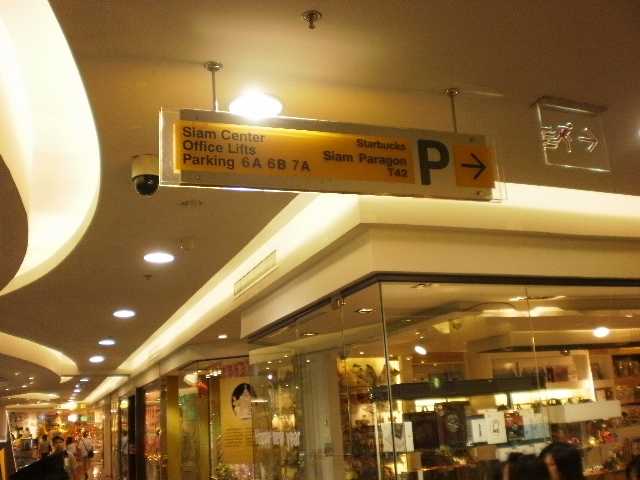 Siam Center
Office Lifts
Parking 6A 6B 7A
Starbucks
Siam Paragon
T42
P